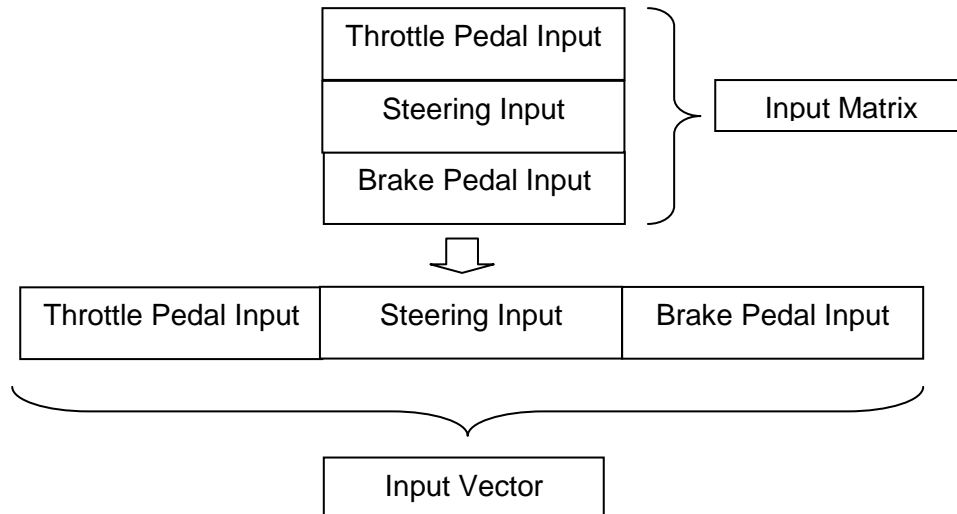 Throttle Pedal Input
Steering Input
Input Matrix
Brake Pedal Input
Throttle Pedal Input
Steering Input
Brake Pedal Input
Input Vector